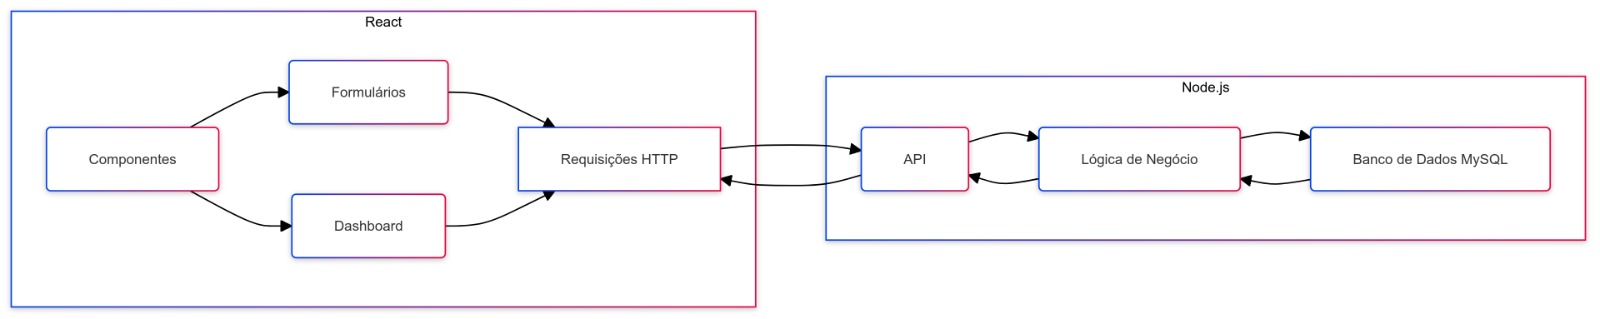 React
Formulários
Componentes
Requisições HTTP
Dashboard
Node.js
API
Lógica de Negócio
Banco de Dados MySQL